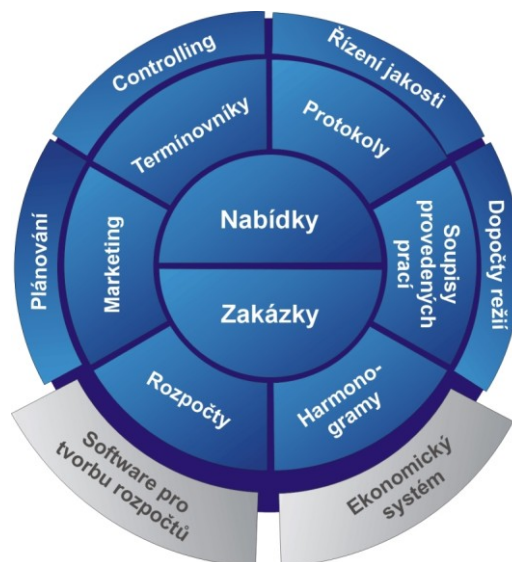 Controlling
Řízení jakosti
Termínovníky
Protokoly
Plánování
Marketing
Nabídky
Zakázky
Soupisy
provedených
prací
Dopočty režií
Rozpočty
Harmono-
gramy
Software pro
tvorbu rozpočtů
Ekonomický
systém